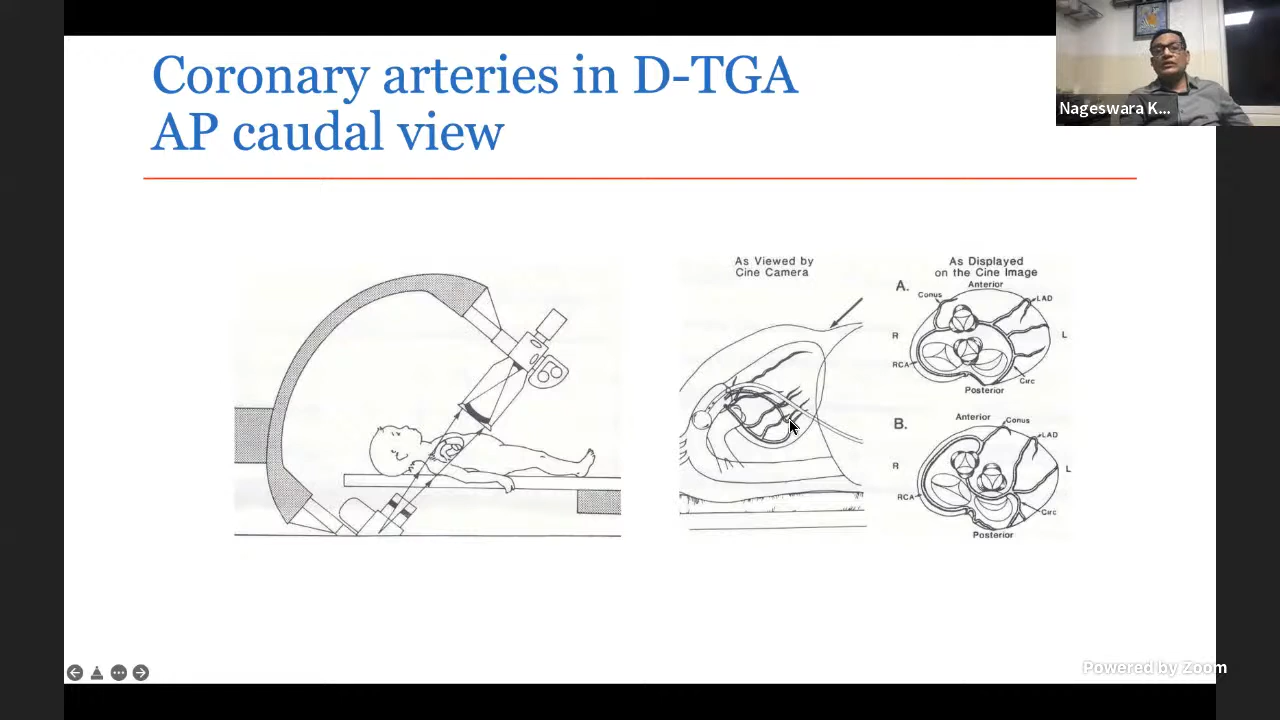 Coronary arteries in D-TGA
AP caudal view
Nageswara K...
As Viewed by
Cine Camera
As Displayed
on the Cine Image
A.
Anterior
Conus
LAD
R
L
RCA
Circ
Posterior
B.
Anterior
Conus
LAD
R
L
RCA
Circ
Posterior
Powered by Zoom